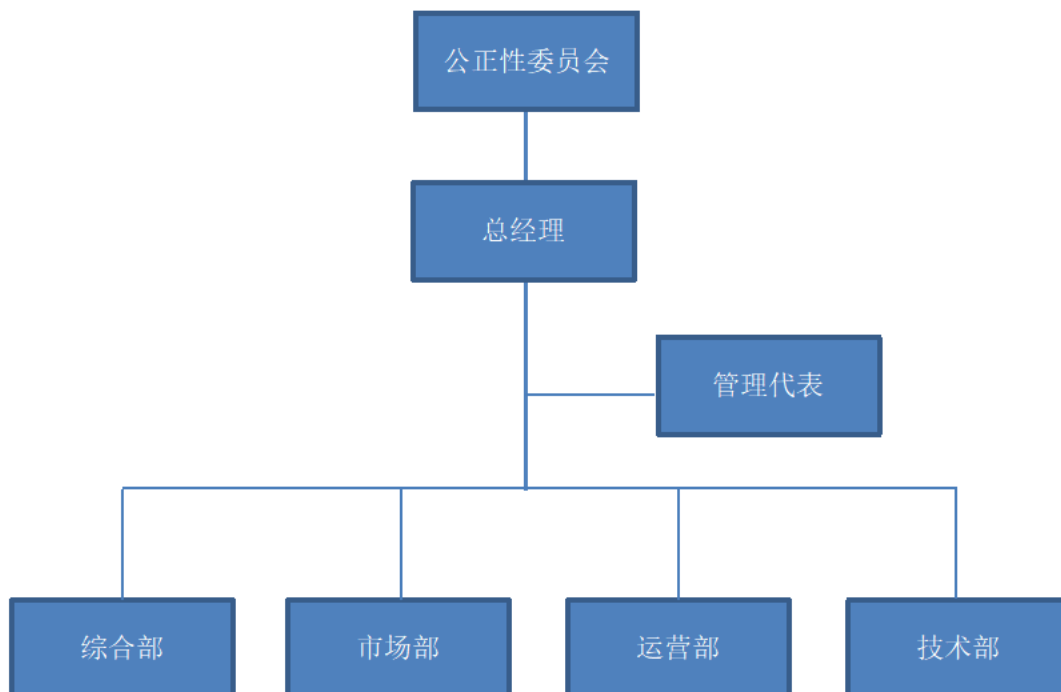 公正性委员会
总经理
管理代表
综合部
市场部
运营部
技术部